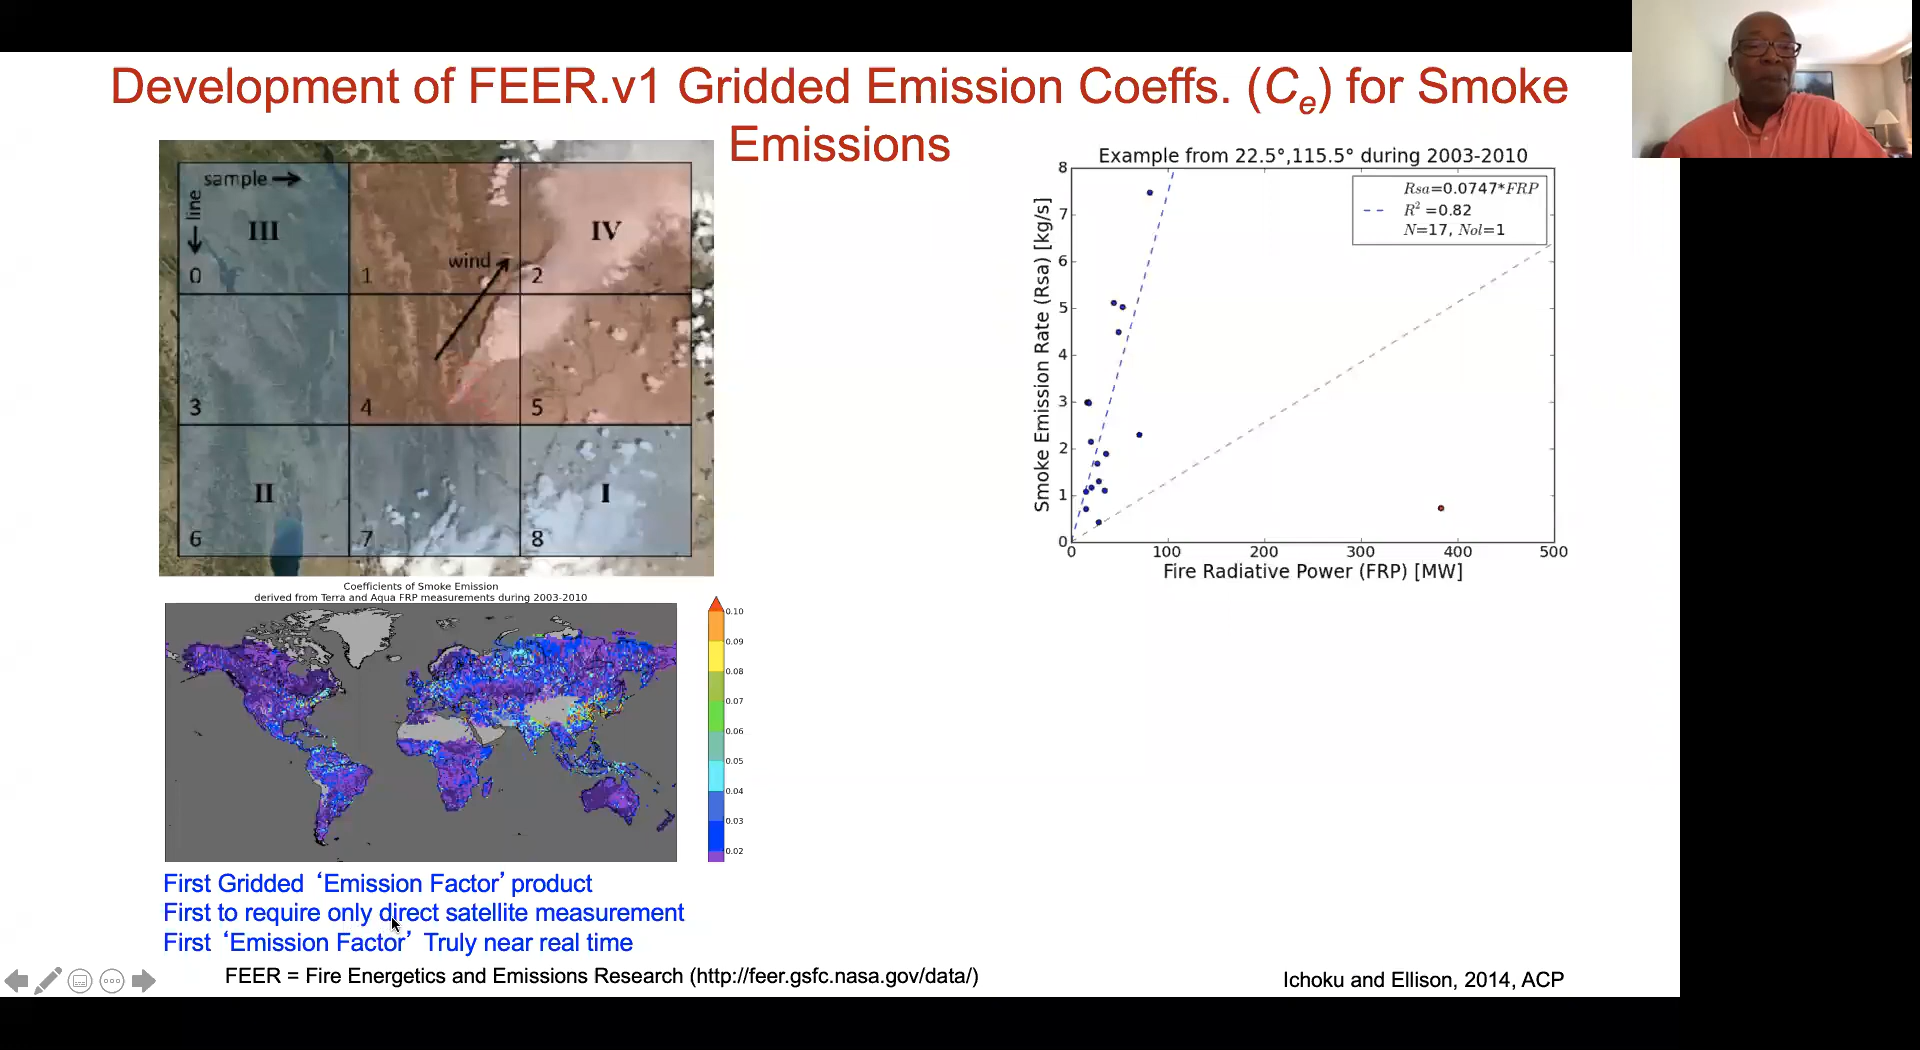 Development of FEER.v1 Gridded Emission Coeffs. (Ce) for Smoke
Emissions
sample
line
III
IV
wind
0
1
2
3
4
5
II
I
6
7
8
Example from 22.5°,115.5° during 2003-2010
Rsa=0.0747*FRP
R² =0.82
N=17, Nol=1
Smoke Emission Rate (Rsa) [kg/s]
8
7
6
5
4
3
2
1
0
0 100 200 300 400 500
Fire Radiative Power (FRP) [MW]
Coefficients of Smoke Emission
derived from Terra and Aqua FRP measurements during 2003-2010
0.10
0.09
0.08
0.07
0.06
0.05
0.04
0.03
0.02
First Gridded ‘Emission Factor’ product
First to require only direct satellite measurement
First ‘Emission Factor’ Truly near real time
FEER = Fire Energetics and Emissions Research (http://feer.gsfc.nasa.gov/data/)
Ichoku and Ellison, 2014, ACP